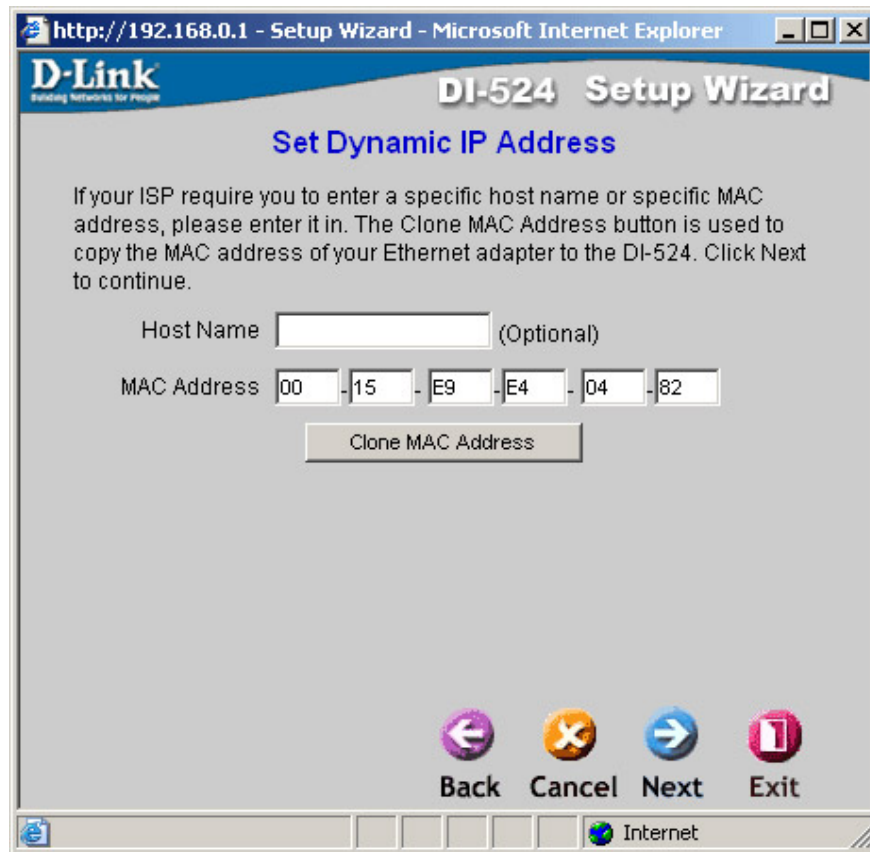 http://192.168.0.1 - Setup Wizard - Microsoft Internet Explorer
D-Link
Building Networks for People
DI-524 Setup Wizard
Set Dynamic IP Address
If your ISP require you to enter a specific host name or specific MAC
address, please enter it in. The Clone MAC Address button is used to
copy the MAC address of your Ethernet adapter to the DI-524. Click Next
to continue.
Host Name (Optional)
MAC Address 00 - 15 - E9 - E4 - 04 - 82
Clone MAC Address
Back Cancel Next Exit
Internet